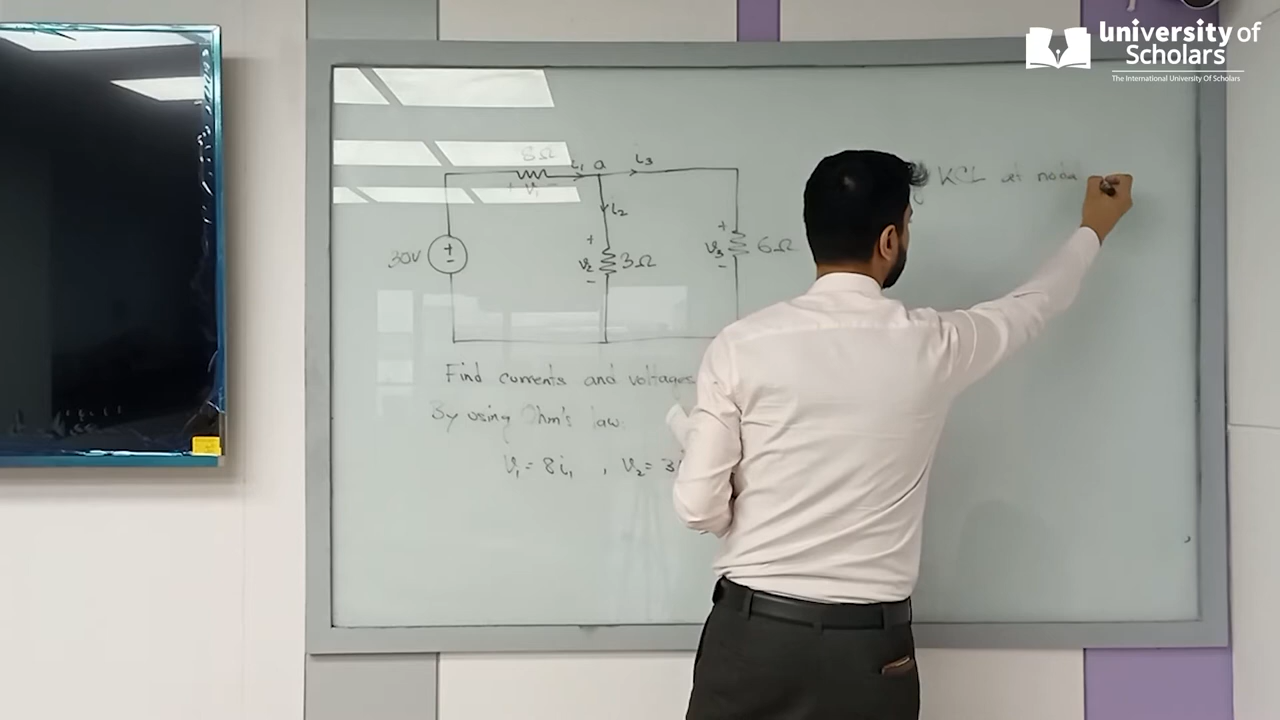 University of
Scholars
The International University Of Scholars
8Ω
i₁ a i₃
+ V₁ -
i₂
30V
+
-
+
V₂ 3Ω
-
+
V₃ 6Ω
-
KCL at node
Find currents and voltages
By using Ohm's law
V₁ = 8i₁ , V₂ = 3